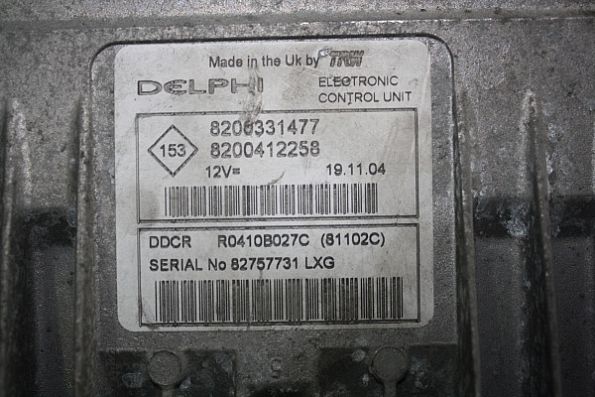 Made in the Uk by TRW
DELPHI
ELECTRONIC
CONTROL UNIT
153
8200331477
8200412258
12V=
19.11.04
DDCR R0410B027C (81102C)
SERIAL No 82757731 LXG